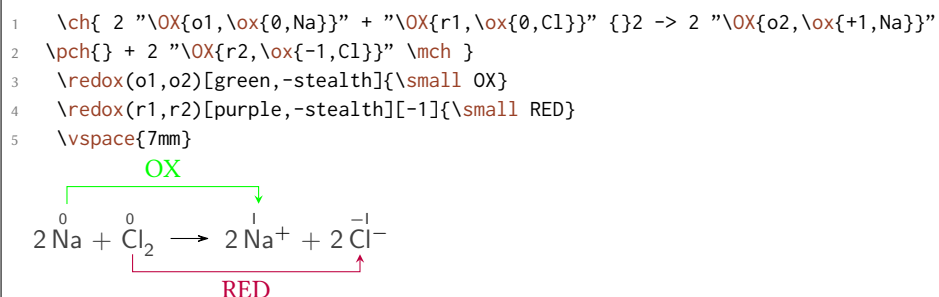 1 \ch{ 2 "\OX{o1,\ox{0,Na}}" + "\OX{r1,\ox{0,Cl}}" {}2 -> 2 "\OX{o2,\ox{+1,Na}}"
2 \pch{} + 2 "\OX{r2,\ox{-1,Cl}}" \mch }
3 \redox(o1,o2)[green,-stealth]{\small OX}
4 \redox(r1,r2)[purple,-stealth][-1]{\small RED}
5 \vspace{7mm}
OX
0 0 I −I
2 Na + Cl₂ ⟶ 2 Na⁺ + 2 Cl⁻
RED